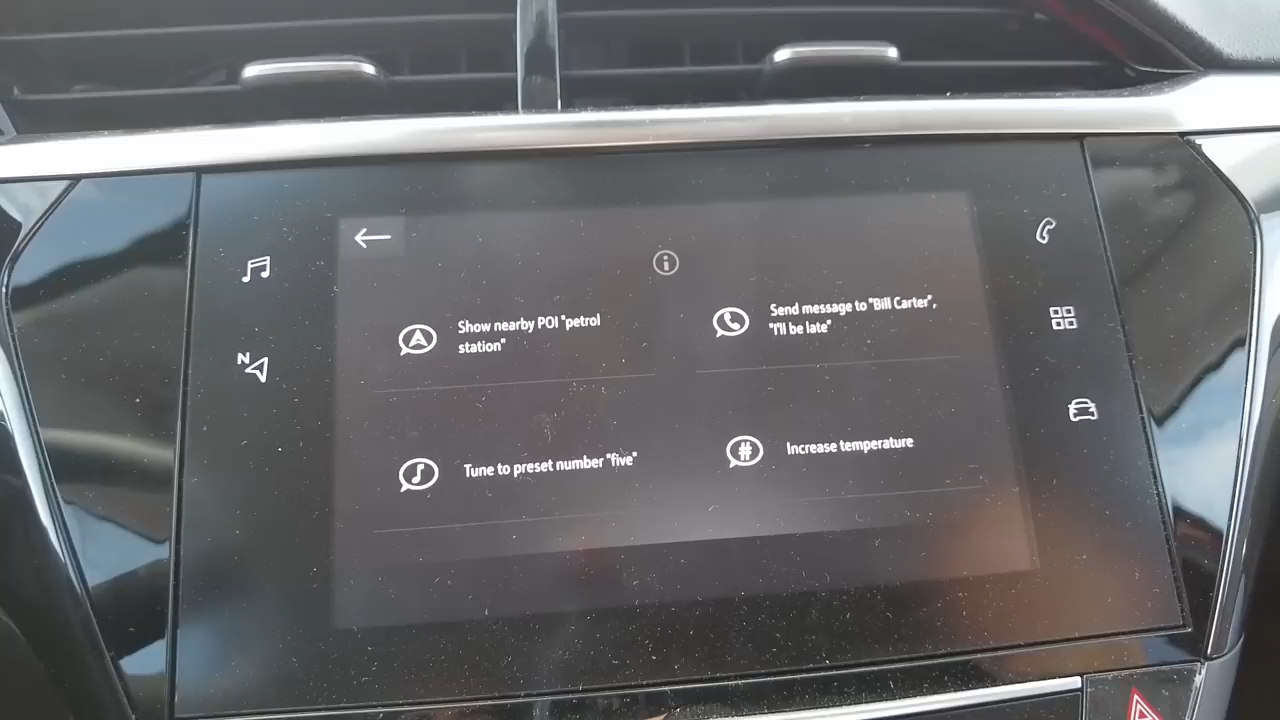 N
Show nearby POI "petrol
station"
Send message to "Bill Carter",
"I'll be late"
Tune to preset number "five"
Increase temperature